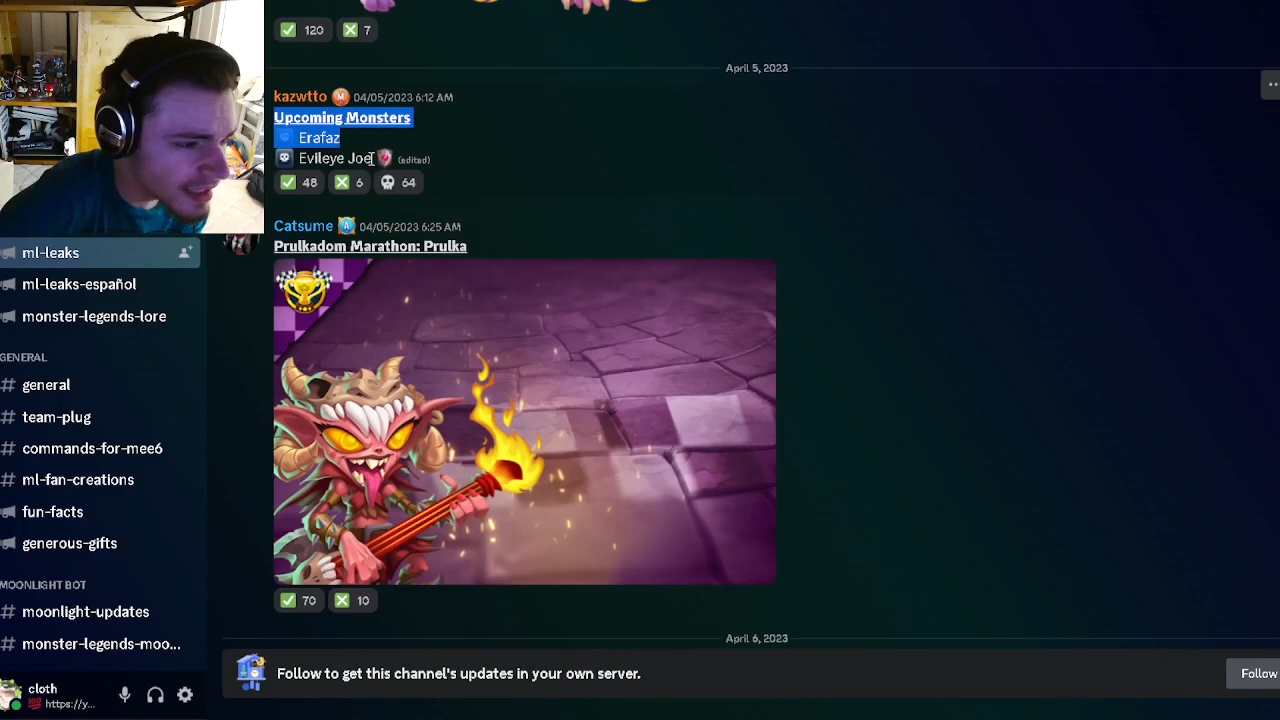 120
7
April 5, 2023
kazwtto M 04/05/2023 6:12 AM
Upcoming Monsters
Erafaz
Evileye Joe (edited)
48
6
64
Catsume A 04/05/2023 6:25 AM
Prulkadom Marathon: Prulka
70
10
April 6, 2023
Follow to get this channel's updates in your own server.
Follow
ml-leaks
ml-leaks-español
monster-legends-lore
GENERAL
general
team-plug
commands-for-mee6
ml-fan-creations
fun-facts
generous-gifts
MOONLIGHT BOT
moonlight-updates
monster-legends-moo...
cloth
100 https://y...